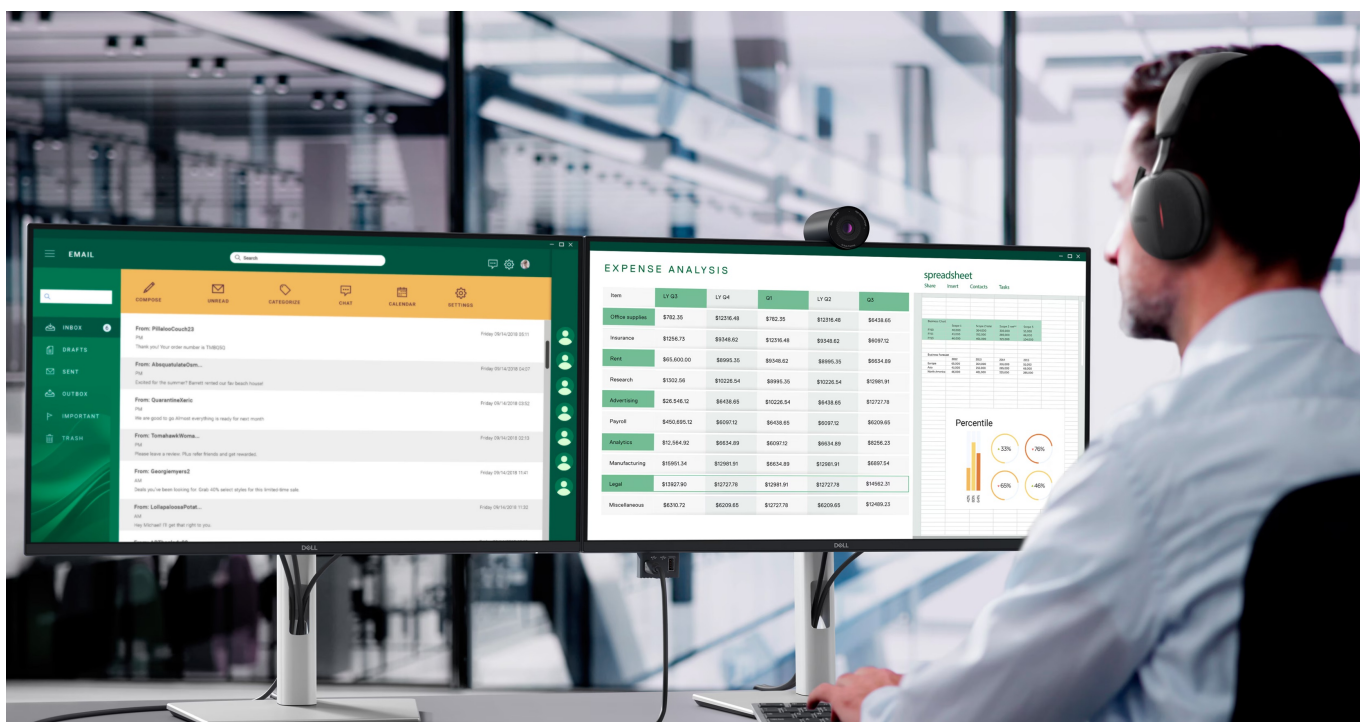 EMAIL
Search
COMPOSE
UNREAD
CATEGORIZE
CHAT
CALENDAR
SETTINGS
INBOX
DRAFTS
SENT
OUTBOX
IMPORTANT
TRASH
From: PillalooCouch23
Friday 09/14/2018 05:11
PM
Thank you! Your order number is
From: AbsquatulateOsm...
Friday 09/14/2018 04:27
PM
Cooked for the summer? Barrett rented our fav beach house!
From: QuarantineXeric
Friday 09/14/2018 03:52
PM
We are good to go Almost everything is ready for next month
From: TomahawkWoma...
Friday 09/14/2018 02:13
PM
Please leave a review. Plus refer friends and get rewarded.
From: Georgiemyers2
Friday 09/14/2018 11:41
AM
Deals you've been looking for. Grab 40% select styles for this limited-time sale
From: LollapaloosaPotat...
Friday 09/14/2018 11:30
AM
Hey Michael! I'll get that right to you.
DELL
EXPENSE ANALYSIS
Item LY Q3 LY Q4 Q1 LY Q2 Q3
Office supplies $782.35 $12316.48 $782.35 $12316.48 $6438.65
Insurance $1256.73 $9348.62 $12316.48 $9348.62 $6097.12
Rent $65,600.00 $8995.35 $9348.62 $8995.35 $6634.89
Research $1302.56 $10226.54 $8995.35 $10226.54 $12981.91
Advertising $26,546.12 $6438.65 $10226.54 $6438.65 $12727.78
Payroll $450,695.12 $6097.12 $6438.65 $6097.12 $6209.65
Analytics $12,564.92 $6634.89 $6097.12 $6634.89 $8256.23
Manufacturing $15951.34 $12981.91 $6634.89 $12981.91 $6597.54
Legal $13927.90 $12727.78 $12981.91 $12727.78 $14562.31
Miscellaneous $6310.72 $6209.65 $12727.78 $6209.65 $12489.23
spreadsheet
Share Insert Contacts Tasks
Percentile
33%
76%
65%
46%
DELL